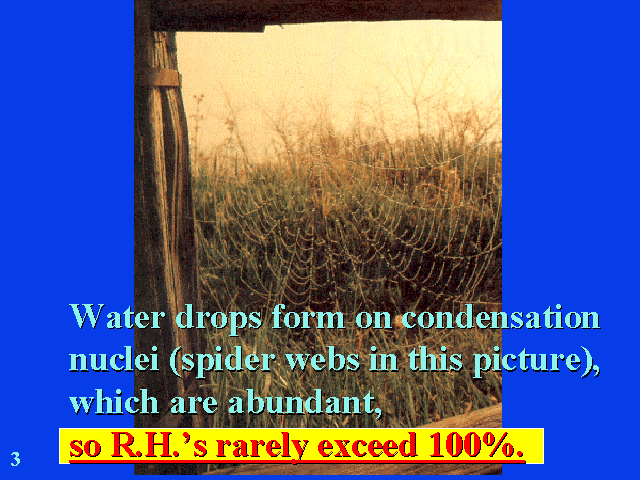 Water drops form on condensation
nuclei (spider webs in this picture),
which are abundant,
so R.H.'s rarely exceed 100%.
3